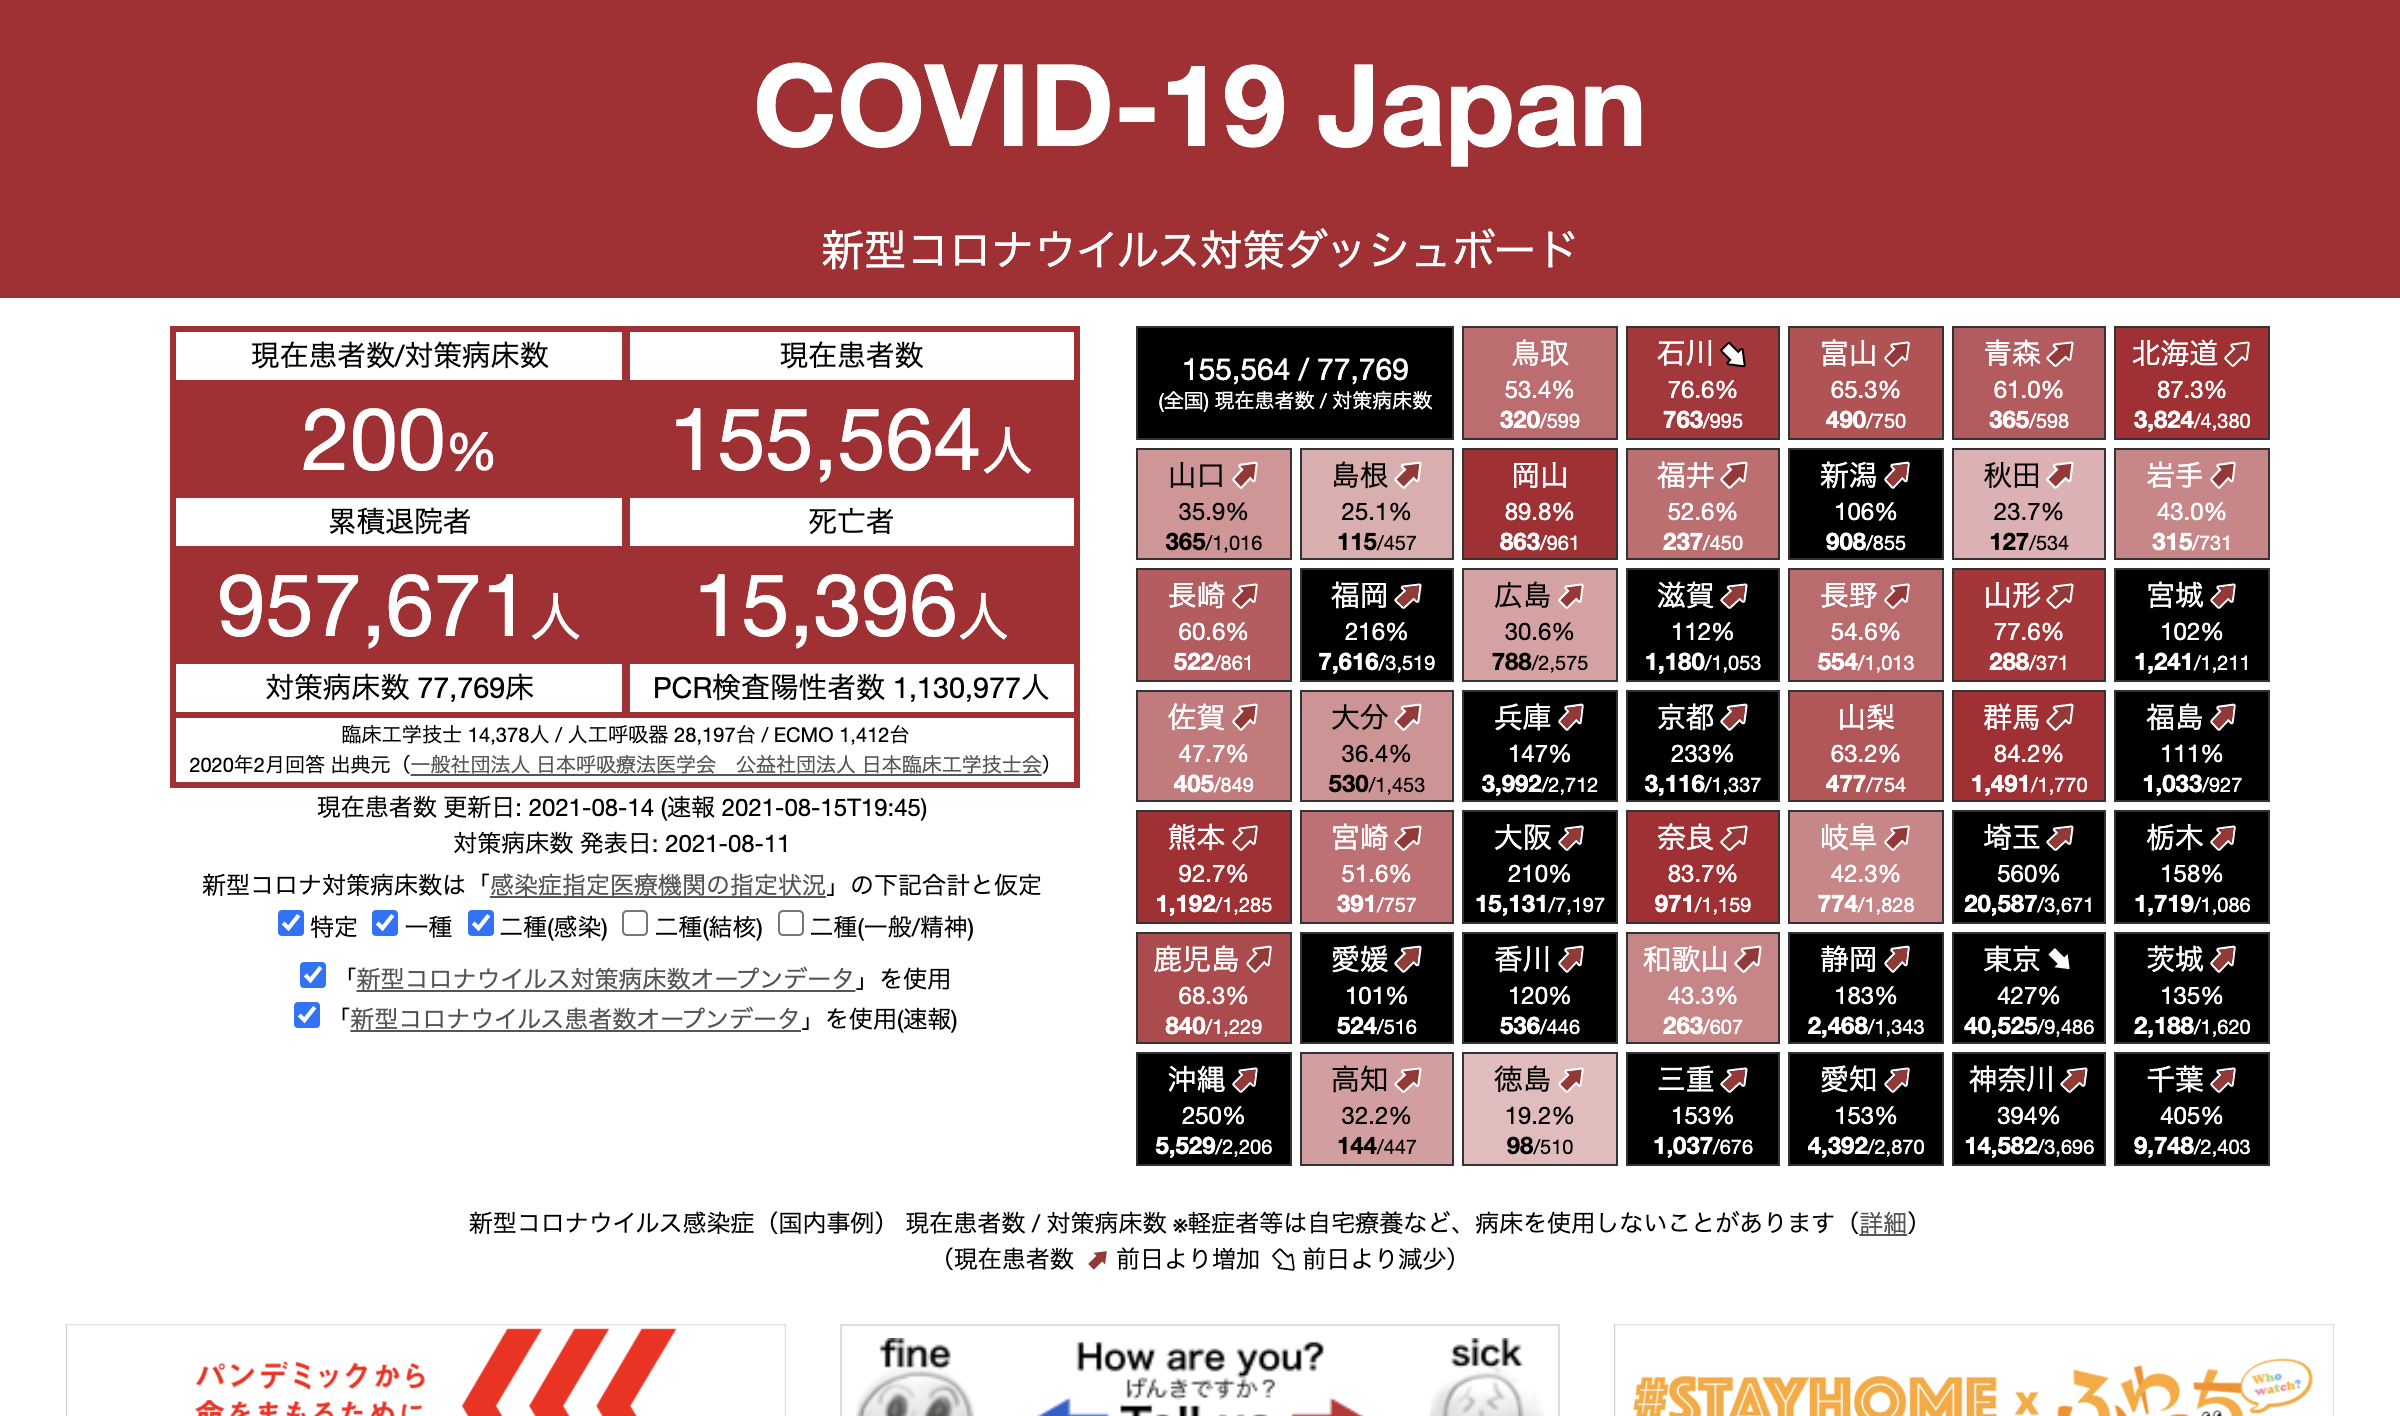 COVID-19 Japan
新型コロナウイルス対策ダッシュボード
現在患者数/対策病床数
現在患者数
200%
155,564人
累積退院者
死亡者
957,671人
15,396人
対策病床数 77,769床
PCR検査陽性者数 1,130,977人
臨床工学技士 14,378人 / 人工呼吸器 28,197台 / ECMO 1,412台
2020年2月回答 出典元（一般社団法人 日本呼吸療法医学会　公益社団法人 日本臨床工学技士会）
現在患者数 更新日: 2021-08-14 (速報 2021-08-15T19:45)
対策病床数 発表日: 2021-08-11
新型コロナ対策病床数は「感染症指定医療機関の指定状況」の下記合計と仮定
特定 一種 二種(感染) 二種(結核) 二種(一般/精神)
「新型コロナウイルス対策病床数オープンデータ」を使用
「新型コロナウイルス患者数オープンデータ」を使用(速報)
155,564 / 77,769
(全国) 現在患者数 / 対策病床数
鳥取
53.4%
320/599
石川
76.6%
763/995
富山
65.3%
490/750
青森
61.0%
365/598
北海道
87.3%
3,824/4,380
山口
35.9%
365/1,016
島根
25.1%
115/457
岡山
89.8%
863/961
福井
52.6%
237/450
新潟
106%
908/855
秋田
23.7%
127/534
岩手
43.0%
315/731
長崎
60.6%
522/861
福岡
216%
7,616/3,519
広島
30.6%
788/2,575
滋賀
112%
1,180/1,053
長野
54.6%
554/1,013
山形
77.6%
288/371
宮城
102%
1,241/1,211
佐賀
47.7%
405/849
大分
36.4%
530/1,453
兵庫
147%
3,992/2,712
京都
233%
3,116/1,337
山梨
63.2%
477/754
群馬
84.2%
1,491/1,770
福島
111%
1,033/927
熊本
92.7%
1,192/1,285
宮崎
51.6%
391/757
大阪
210%
15,131/7,197
奈良
83.7%
971/1,159
岐阜
42.3%
774/1,828
埼玉
560%
20,587/3,671
栃木
158%
1,719/1,086
鹿児島
68.3%
840/1,229
愛媛
101%
524/516
香川
120%
536/446
和歌山
43.3%
263/607
静岡
183%
2,468/1,343
東京
427%
40,525/9,486
茨城
135%
2,188/1,620
沖縄
250%
5,529/2,206
高知
32.2%
144/447
徳島
19.2%
98/510
三重
153%
1,037/676
愛知
153%
4,392/2,870
神奈川
394%
14,582/3,696
千葉
405%
9,748/2,403
新型コロナウイルス感染症（国内事例） 現在患者数 / 対策病床数 ※軽症者等は自宅療養など、病床を使用しないことがあります（詳細）
（現在患者数 前日より増加 前日より減少）
パンデミックから
命をまもるために
fine
How are you?
sick
げんきですか？
Tell us
#STAYHOME x ふわっち
Who watch?